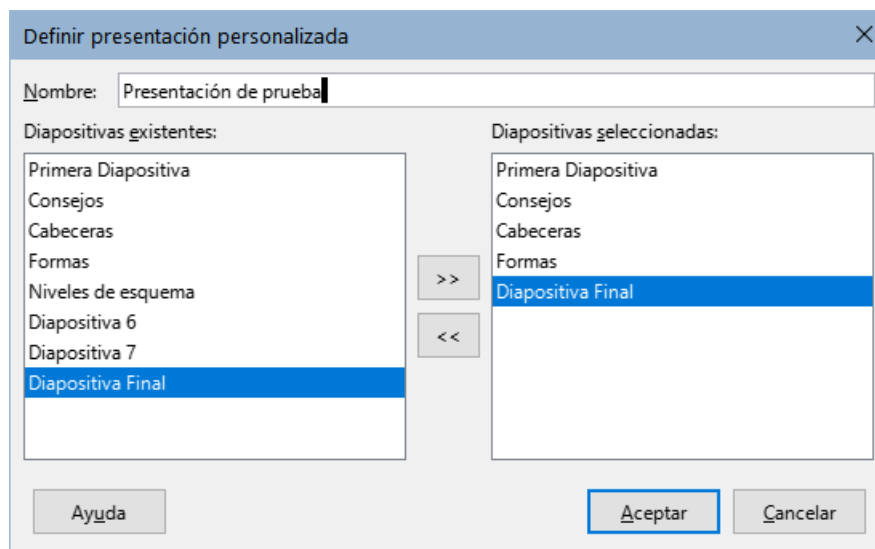 Definir presentación personalizada
Nombre: Presentación de prueba
Diapositivas existentes:
Primera Diapositiva
Consejos
Cabeceras
Formas
Niveles de esquema
Diapositiva 6
Diapositiva 7
Diapositiva Final
>>
<<
Diapositivas seleccionadas:
Primera Diapositiva
Consejos
Cabeceras
Formas
Diapositiva Final
Ayuda
Aceptar
Cancelar